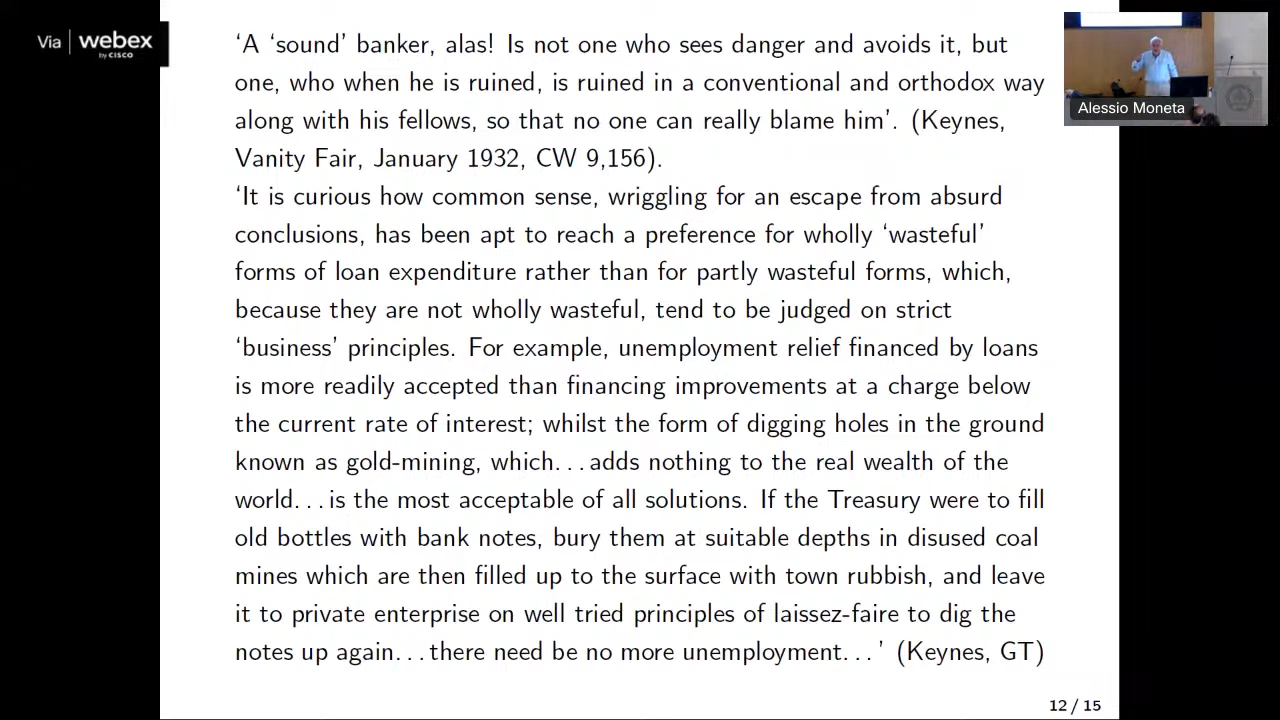 Via | webex
by CISCO
‘A ‘sound’ banker, alas! Is not one who sees danger and avoids it, but
one, who when he is ruined, is ruined in a conventional and orthodox way
along with his fellows, so that no one can really blame him’. (Keynes,
Vanity Fair, January 1932, CW 9,156).
‘It is curious how common sense, wriggling for an escape from absurd
conclusions, has been apt to reach a preference for wholly ‘wasteful’
forms of loan expenditure rather than for partly wasteful forms, which,
because they are not wholly wasteful, tend to be judged on strict
‘business’ principles. For example, unemployment relief financed by loans
is more readily accepted than financing improvements at a charge below
the current rate of interest; whilst the form of digging holes in the ground
known as gold-mining, which...adds nothing to the real wealth of the
world...is the most acceptable of all solutions. If the Treasury were to fill
old bottles with bank notes, bury them at suitable depths in disused coal
mines which are then filled up to the surface with town rubbish, and leave
it to private enterprise on well tried principles of laissez-faire to dig the
notes up again...there need be no more unemployment...’ (Keynes, GT)
12 / 15
Alessio Moneta